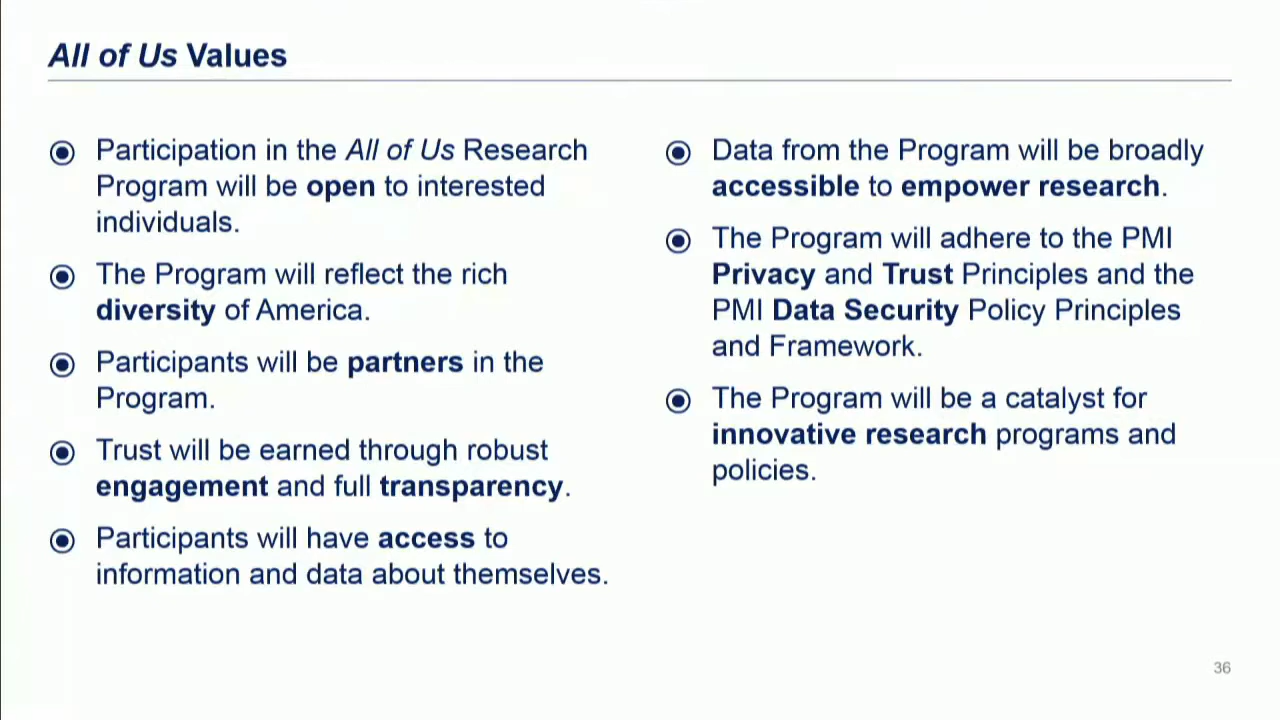 All of Us Values
Participation in the All of Us Research
Program will be open to interested
individuals.
The Program will reflect the rich
diversity of America.
Participants will be partners in the
Program.
Trust will be earned through robust
engagement and full transparency.
Participants will have access to
information and data about themselves.
Data from the Program will be broadly
accessible to empower research.
The Program will adhere to the PMI
Privacy and Trust Principles and the
PMI Data Security Policy Principles
and Framework.
The Program will be a catalyst for
innovative research programs and
policies.
36